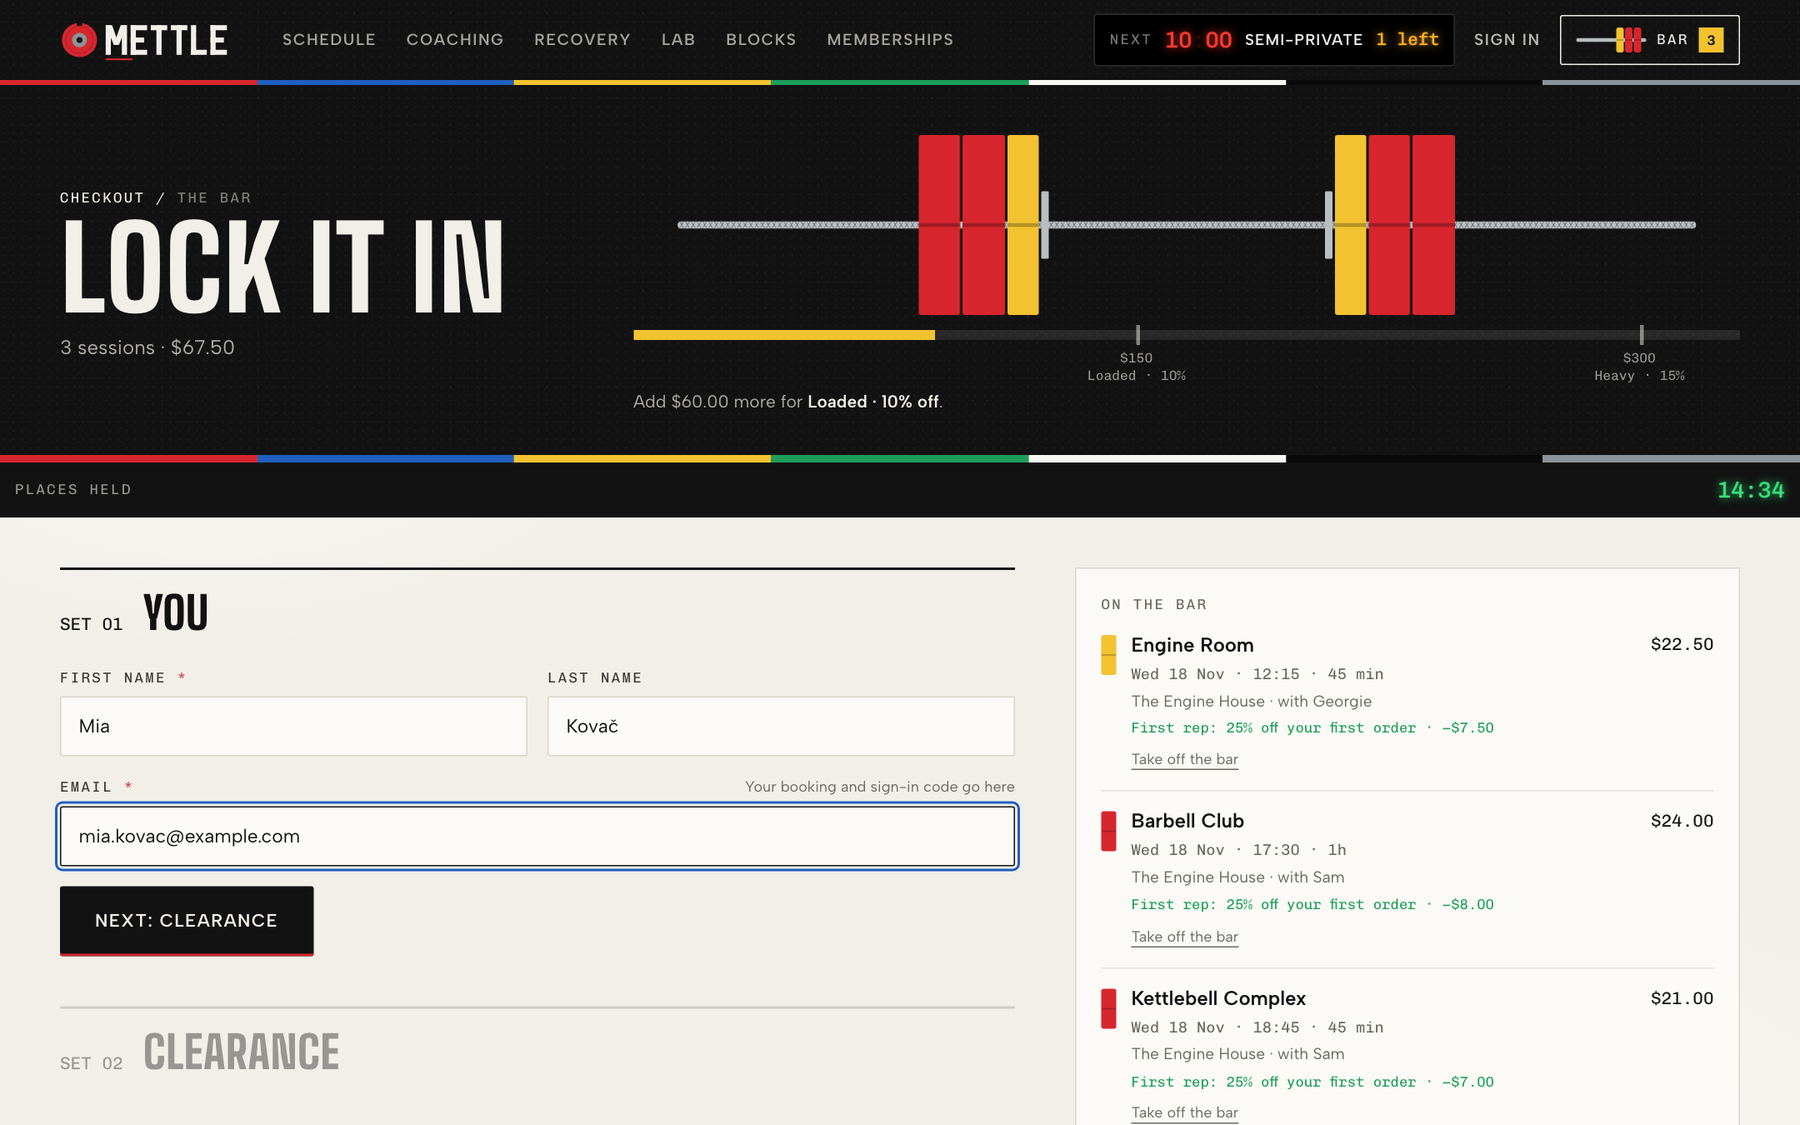 METTLE
SCHEDULE COACHING RECOVERY LAB BLOCKS MEMBERSHIPS
NEXT 10 00 SEMI-PRIVATE 1 left
SIGN IN
BAR 3
CHECKOUT / THE BAR
LOCK IT IN
3 sessions · $67.50
$150
Loaded · 10%
$300
Heavy · 15%
Add $60.00 more for Loaded · 10% off.
PLACES HELD
14:34
SET 01 YOU
FIRST NAME *
Mia
LAST NAME
Kovač
EMAIL *
Your booking and sign-in code go here
mia.kovac@example.com
NEXT: CLEARANCE
SET 02 CLEARANCE
ON THE BAR
Engine Room $22.50
Wed 18 Nov · 12:15 · 45 min
The Engine House · with Georgie
First rep: 25% off your first order · −$7.50
Take off the bar
Barbell Club $24.00
Wed 18 Nov · 17:30 · 1h
The Engine House · with Sam
First rep: 25% off your first order · −$8.00
Take off the bar
Kettlebell Complex $21.00
Wed 18 Nov · 18:45 · 45 min
The Engine House · with Sam
First rep: 25% off your first order · −$7.00
Take off the bar